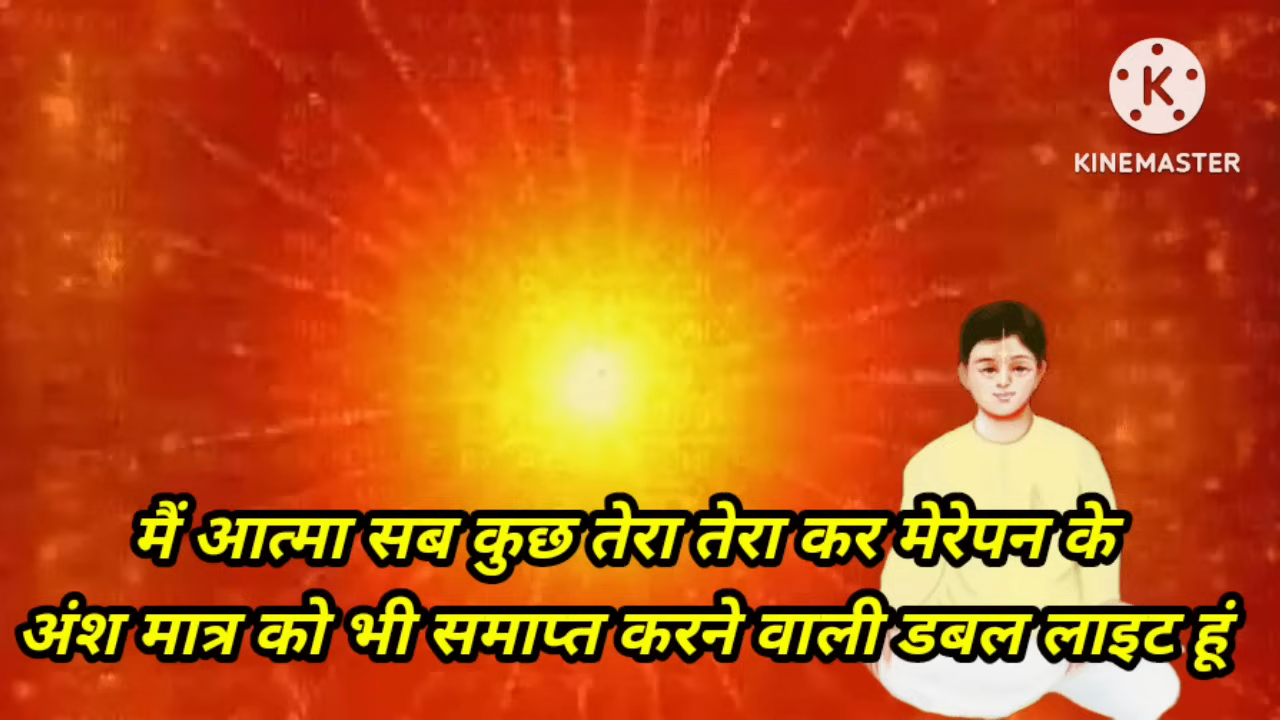 KINEMASTER
मैं आत्मा सब कुछ तेरा तेरा कर मेरेपन के
अंश मात्र को भी समाप्त करने वाली डबल लाइट हूं